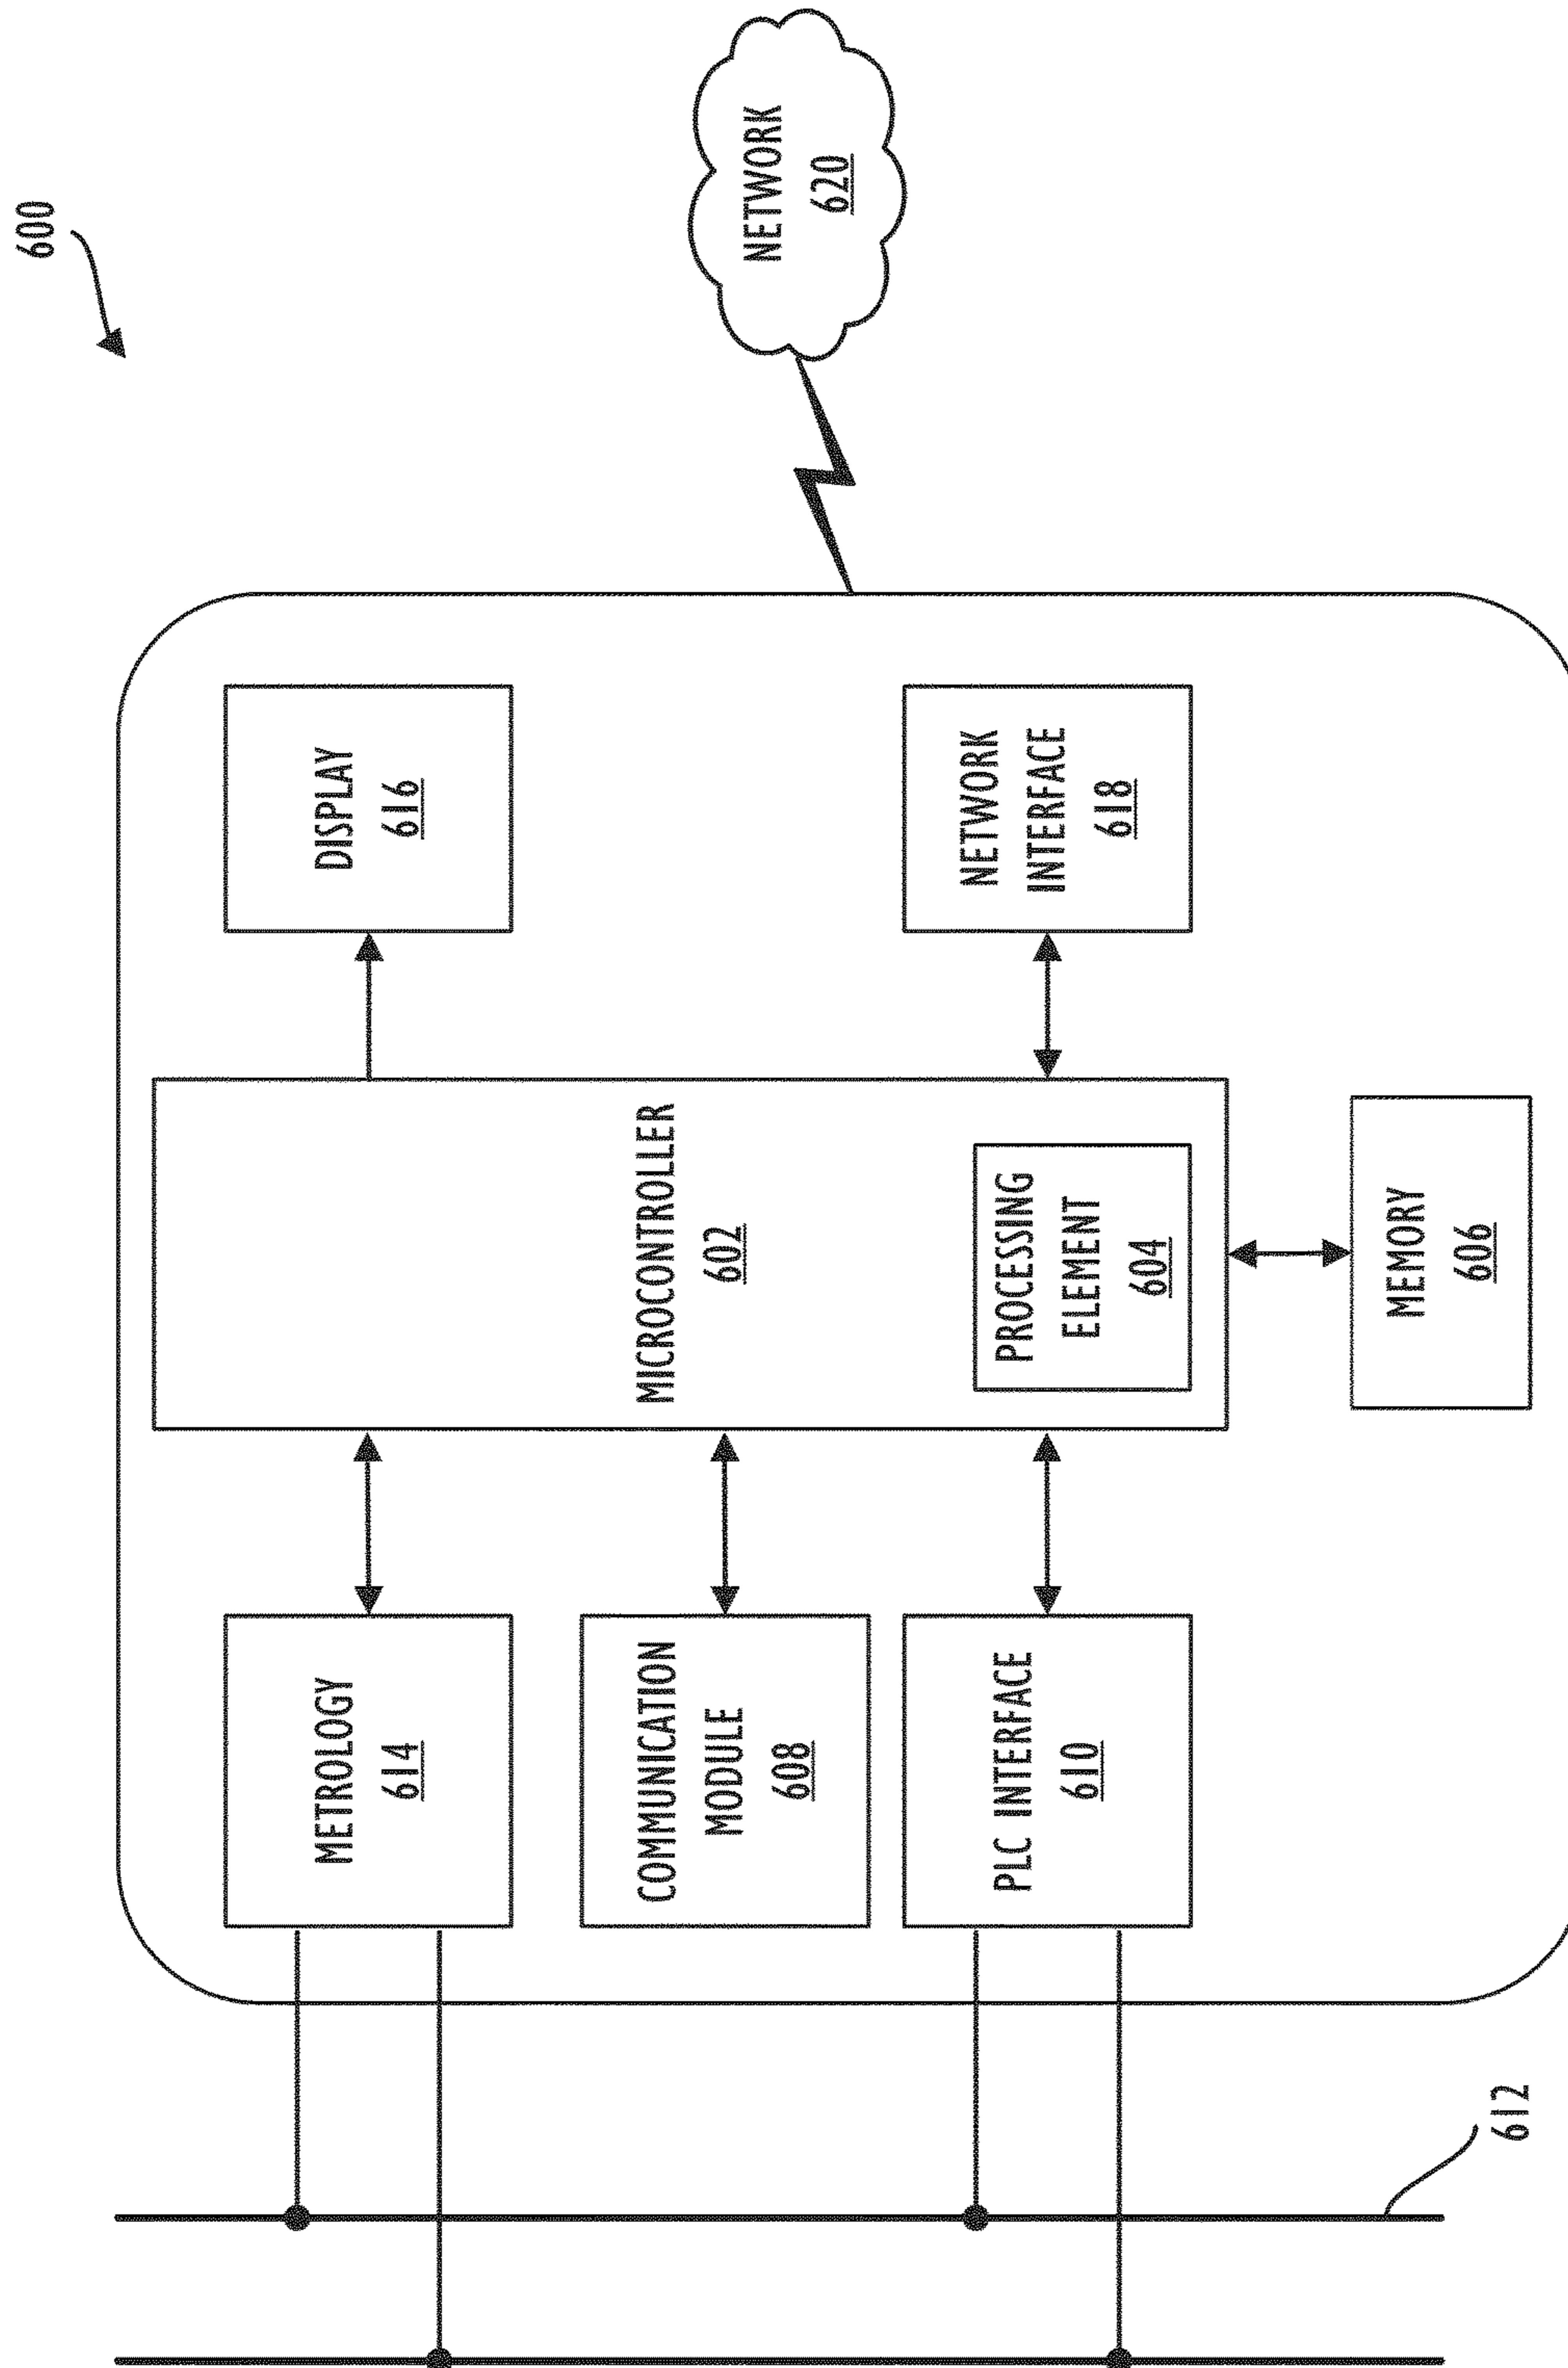 600
METROLOGY
614
DISPLAY
616
COMMUNICATION
MODULE
608
MICROCONTROLLER
602
NETWORK
620
PLC INTERFACE
610
PROCESSING
ELEMENT
604
NETWORK
INTERFACE
618
MEMORY
606
612